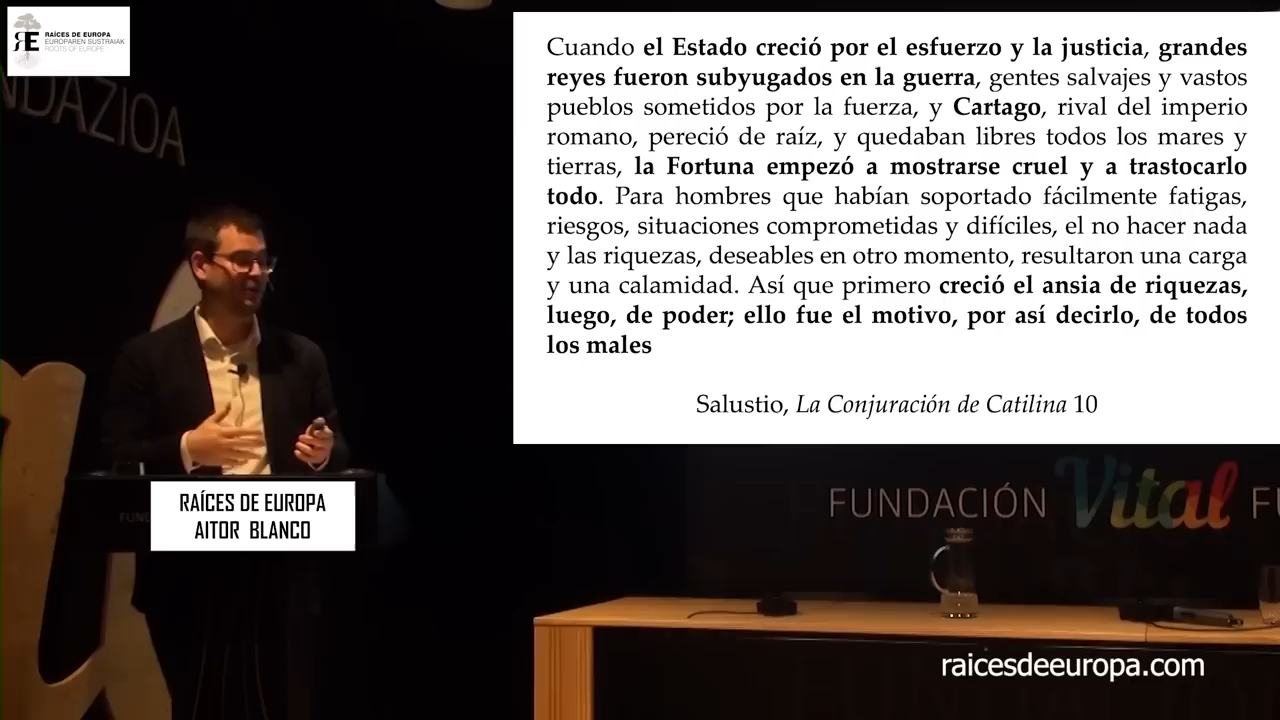 RAÍCES DE EUROPA
EUROPAREN SUSTRAIAK
ROOTS OF EUROPE
NDAZIOA
Cuando el Estado creció por el esfuerzo y la justicia, grandes
reyes fueron subyugados en la guerra, gentes salvajes y vastos
pueblos sometidos por la fuerza, y Cartago, rival del imperio
romano, pereció de raíz, y quedaban libres todos los mares y
tierras, la Fortuna empezó a mostrarse cruel y a trastocarlo
todo. Para hombres que habían soportado fácilmente fatigas,
riesgos, situaciones comprometidas y difíciles, el no hacer nada
y las riquezas, deseables en otro momento, resultaron una carga
y una calamidad. Así que primero creció el ansia de riquezas,
luego, de poder; ello fue el motivo, por así decirlo, de todos
los males
Salustio, La Conjuración de Catilina 10
RAÍCES DE EUROPA
AITOR BLANCO
FUNDACIÓN Vital FU
raicesdeeuropa.com